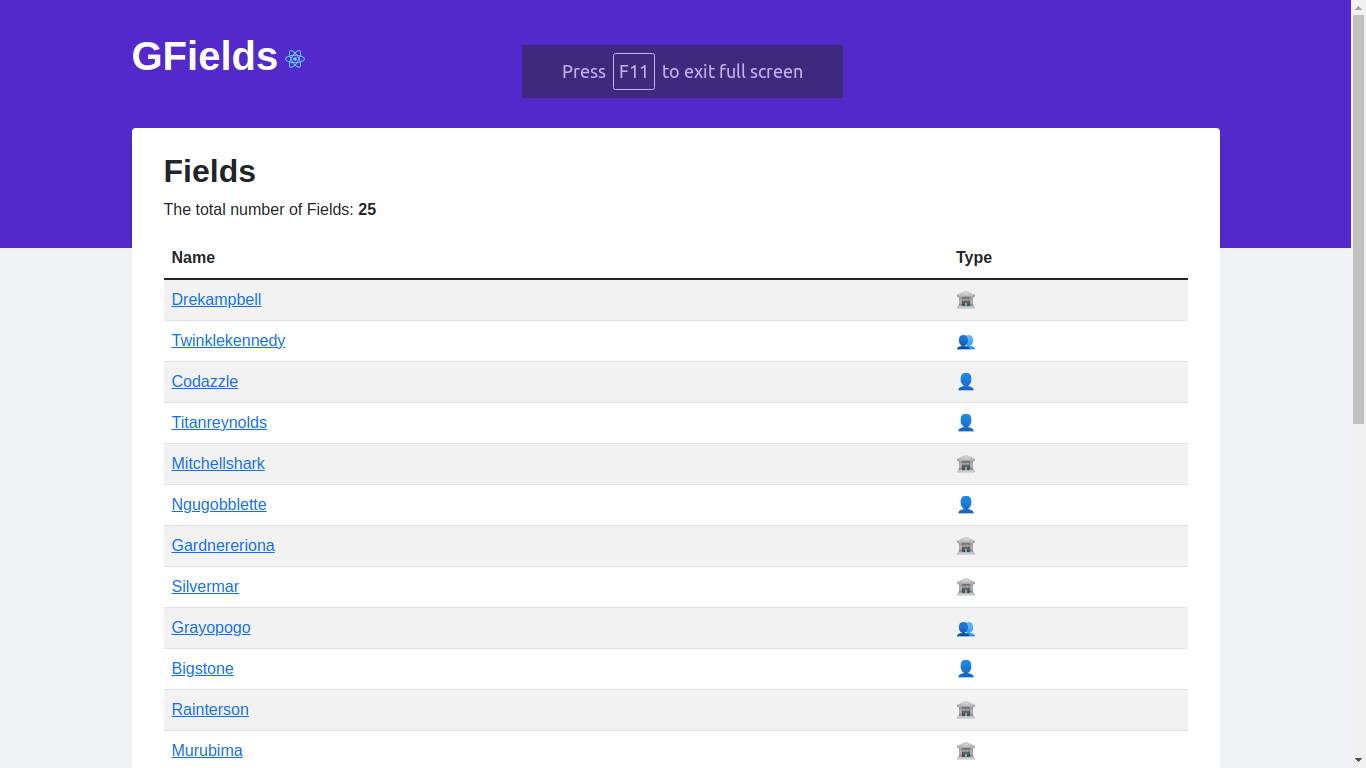 GFields
Press F11 to exit full screen
Fields
The total number of Fields: 25
Name Type
Drekampbell
Twinklekennedy
Codazzle
Titanreynolds
Mitchellshark
Ngugobblette
Gardnereriona
Silvermar
Grayopogo
Bigstone
Rainterson
Murubima